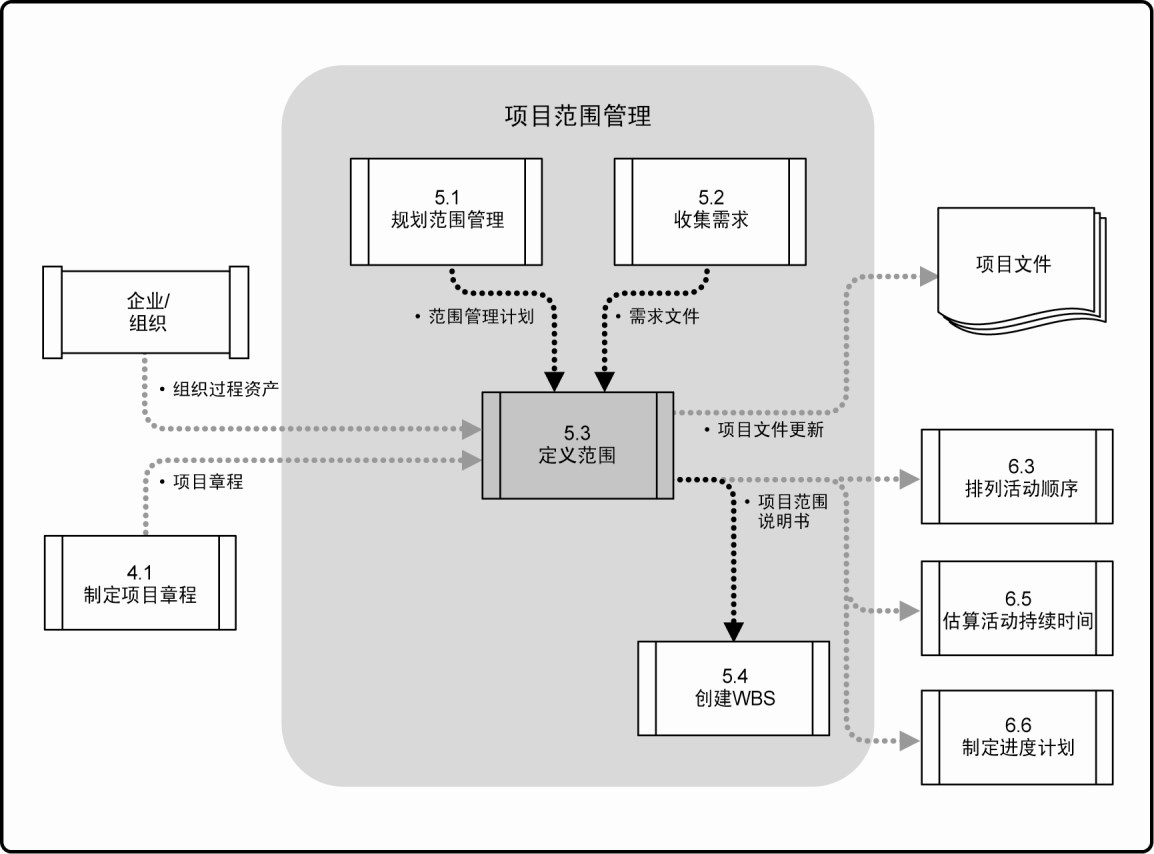 项目范围管理
5.1
规划范围管理
5.2
收集需求
企业/
组织
• 范围管理计划
• 需求文件
项目文件
• 组织过程资产
5.3
定义范围
• 项目文件更新
• 项目章程
4.1
制定项目章程
• 项目范围
说明书
6.3
排列活动顺序
6.5
估算活动持续时间
5.4
创建WBS
6.6
制定进度计划